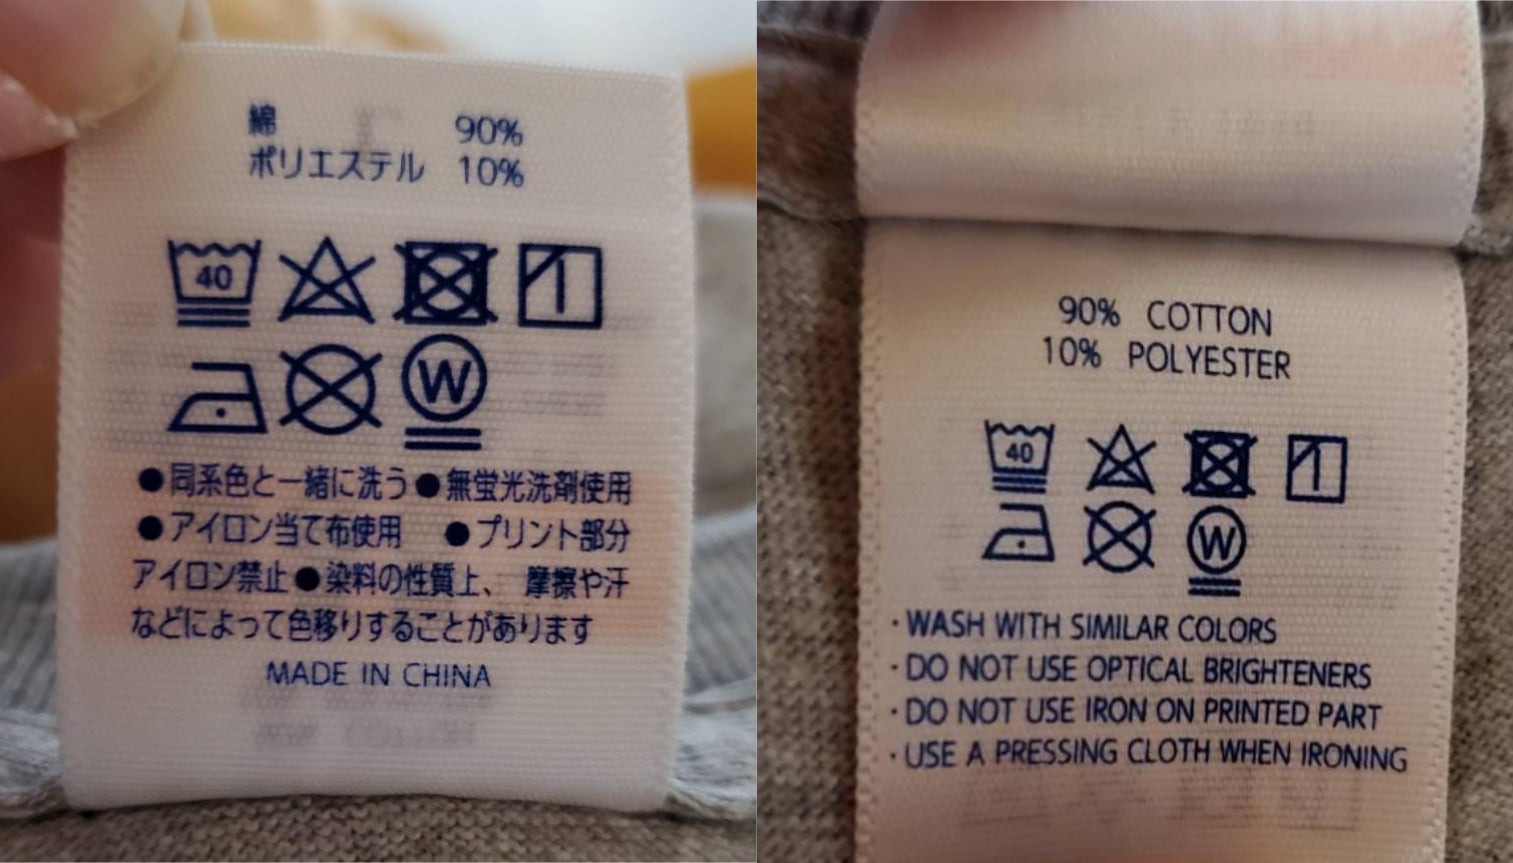 綿 90%
ポリエステル 10%
40
W
●同系色と一緒に洗う●無蛍光洗剤使用
●アイロン当て布使用 ●プリント部分
アイロン禁止●染料の性質上、摩擦や汗
などによって色移りすることがあります
MADE IN CHINA
90% COTTON
10% POLYESTER
40
W
・WASH WITH SIMILAR COLORS
・DO NOT USE OPTICAL BRIGHTENERS
・DO NOT USE IRON ON PRINTED PART
・USE A PRESSING CLOTH WHEN IRONING